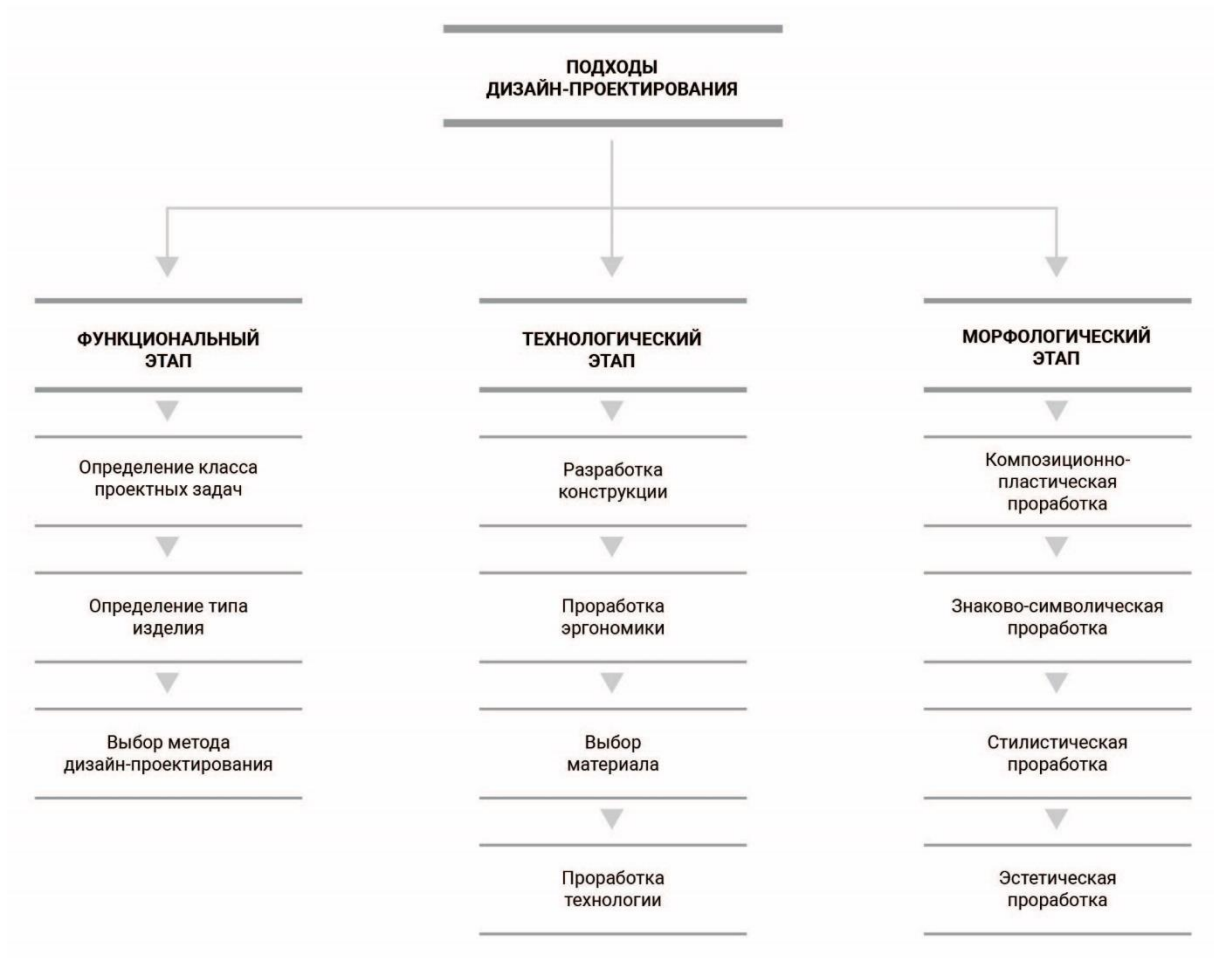 ПОДХОДЫ
ДИЗАЙН-ПРОЕКТИРОВАНИЯ
ФУНКЦИОНАЛЬНЫЙ
ЭТАП
Определение класса
проектных задач
Определение типа
изделия
Выбор метода
дизайн-проектирования
ТЕХНОЛОГИЧЕСКИЙ
ЭТАП
Разработка
конструкции
Проработка
эргономики
Выбор
материала
Проработка
технологии
МОРФОЛОГИЧЕСКИЙ
ЭТАП
Композиционно-
пластическая
проработка
Знаково-символическая
проработка
Стилистическая
проработка
Эстетическая
проработка